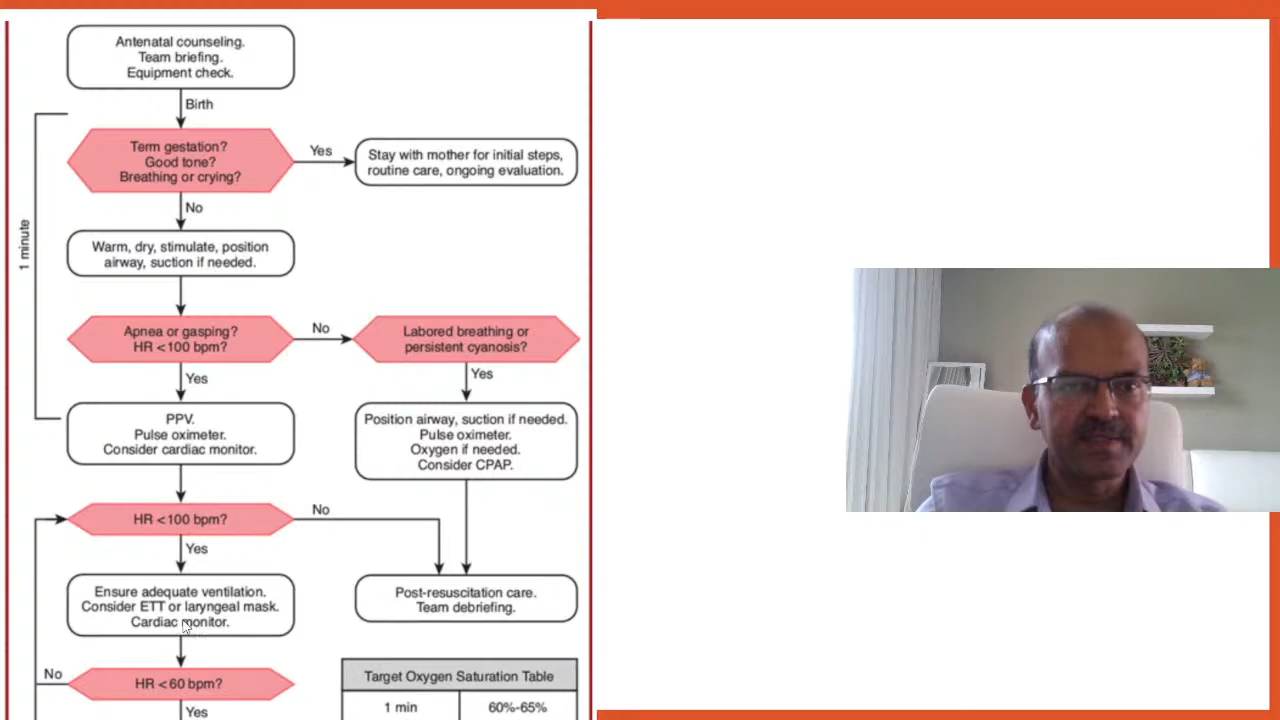 Antenatal counseling.
Team briefing.
Equipment check.
Birth
Term gestation?
Good tone?
Breathing or crying?
Yes
Stay with mother for initial steps,
routine care, ongoing evaluation.
No
1 minute
Warm, dry, stimulate, position
airway, suction if needed.
Apnea or gasping?
HR <100 bpm?
No
Labored breathing or
persistent cyanosis?
Yes
Yes
PPV.
Pulse oximeter.
Consider cardiac monitor.
Position airway, suction if needed.
Pulse oximeter.
Oxygen if needed.
Consider CPAP.
HR <100 bpm?
No
Yes
Ensure adequate ventilation.
Consider ETT or laryngeal mask.
Cardiac monitor.
Post-resuscitation care.
Team debriefing.
No
HR <60 bpm?
Yes
Target Oxygen Saturation Table
1 min 60%-65%